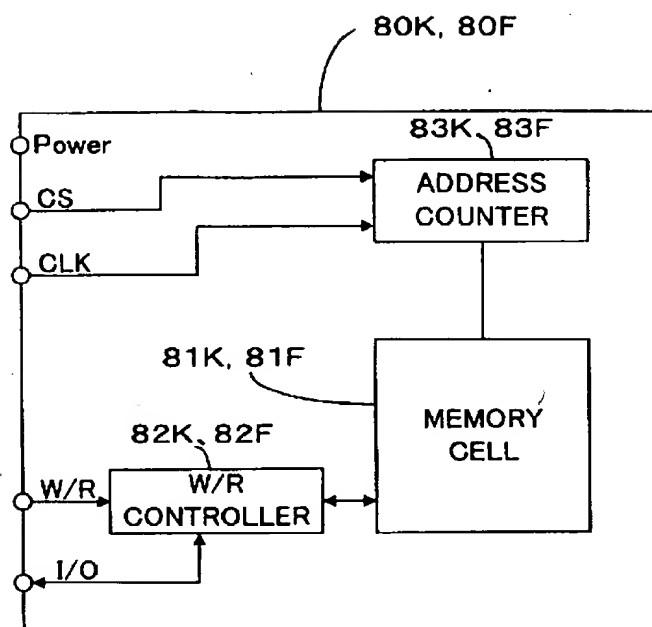 80K, 80F
Power
83K、83F
ADDRESS
COUNTER
CS
CLK
81K, 81F
MEMORY
CELL
82K、82F
W/R
W/R
CONTROLLER
I/O